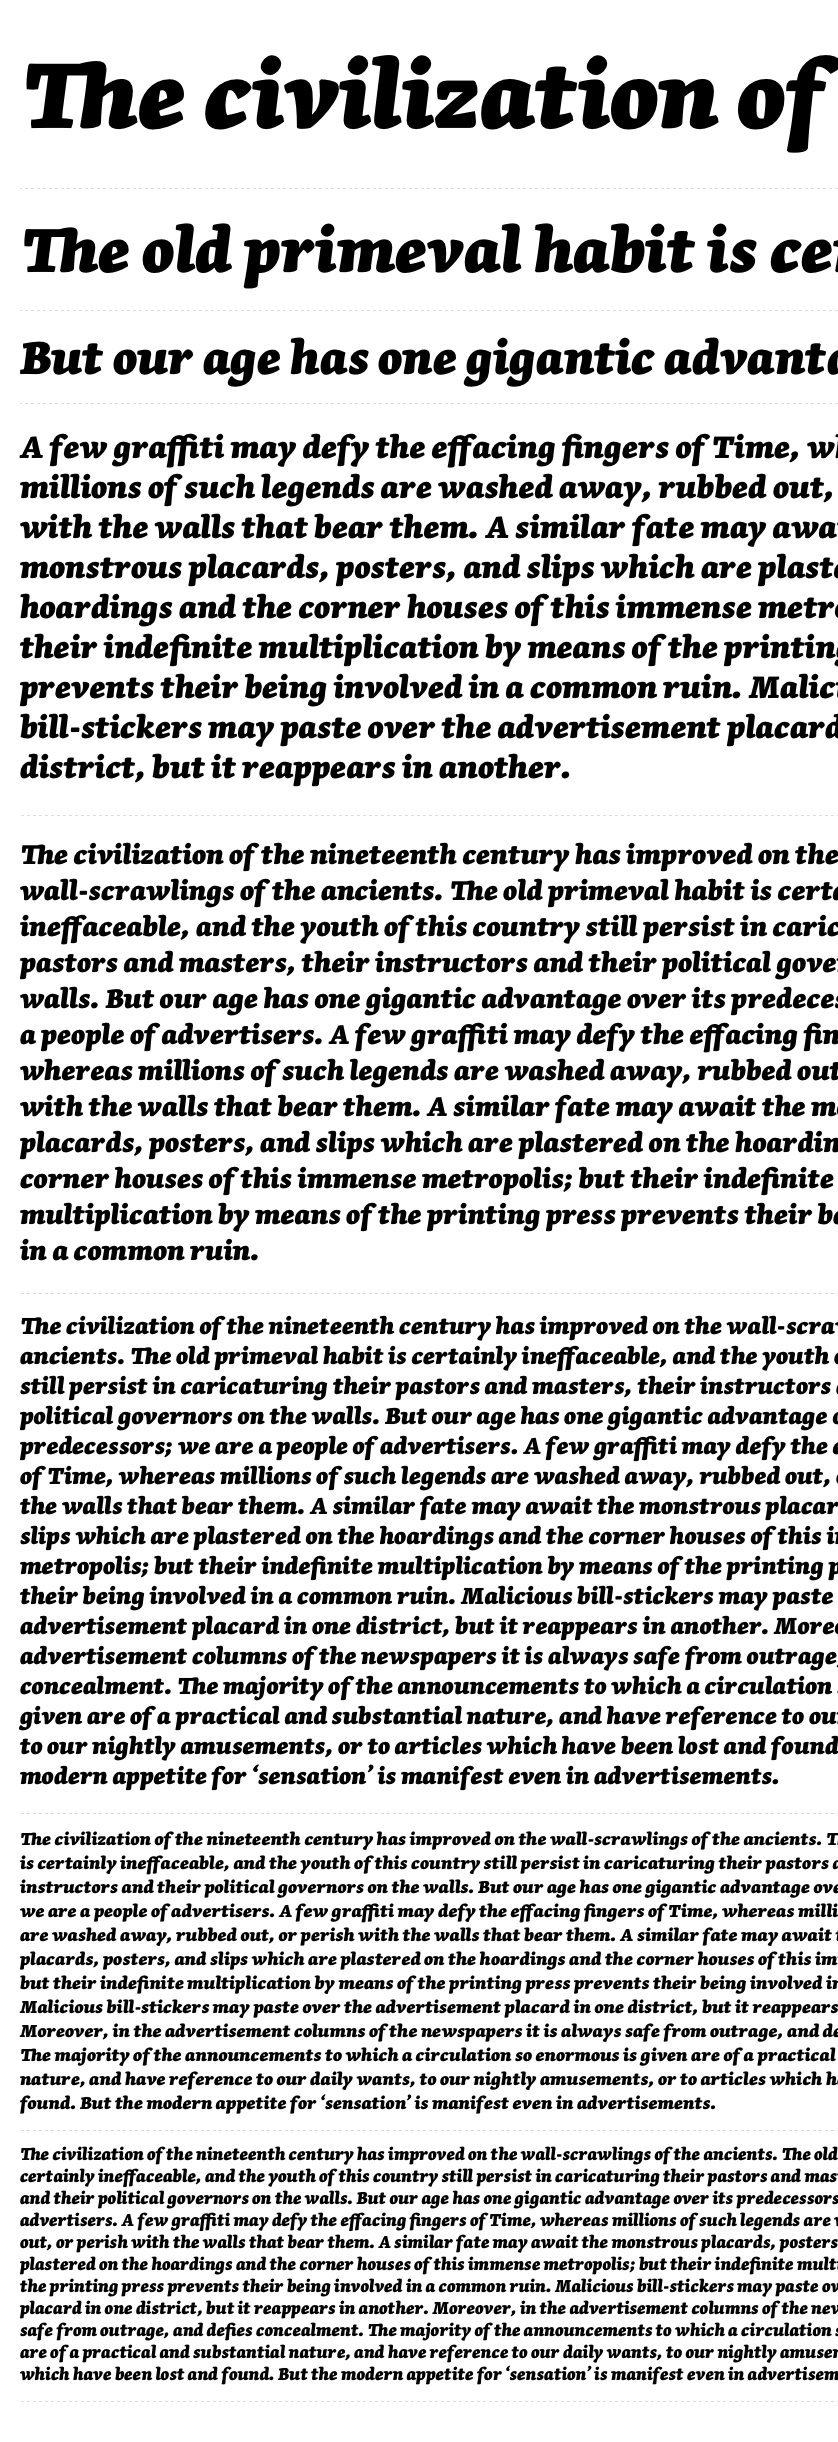 The civilization of
The old primeval habit is
But our age has one gigantic
A few graffiti may defy the effacing fingers of Time,
millions of such legends are washed away, rubbed out,
with the walls that bear them. A similar fate may
monstrous placards, posters, and slips which are
hoardings and the corner houses of this immense
their indefinite multiplication by means of the
prevents their being involved in a common ruin.
bill-stickers may paste over the advertisement
district, but it reappears in another.
The civilization of the nineteenth century has improved on the
wall-scrawlings of the ancients. The old primeval habit is
ineffaceable, and the youth of this country still persist in
pastors and masters, their instructors and their political
walls. But our age has one gigantic advantage over its
a people of advertisers. A few graffiti may defy the effacing
whereas millions of such legends are washed away, rubbed out
with the walls that bear them. A similar fate may await the
placards, posters, and slips which are plastered on the
corner houses of this immense metropolis; but their indefinite
multiplication by means of the printing press prevents their
in a common ruin.
The civilization of the nineteenth century has improved on the
ancients. The old primeval habit is certainly ineffaceable, and the youth
still persist in caricaturing their pastors and masters, their instructors
political governors on the walls. But our age has one gigantic advantage
predecessors; we are a people of advertisers. A few graffiti may defy the
of Time, whereas millions of such legends are washed away, rubbed out,
the walls that bear them. A similar fate may await the monstrous
slips which are plastered on the hoardings and the corner houses of this
metropolis; but their indefinite multiplication by means of the printing
their being involved in a common ruin. Malicious bill-stickers may paste
advertisement placard in one district, but it reappears in another.
advertisement columns of the newspapers it is always safe from outrage,
concealment. The majority of the announcements to which a circulation
given are of a practical and substantial nature, and have reference to
to our nightly amusements, or to articles which have been lost and found
modern appetite for ‘sensation’ is manifest even in advertisements.
The civilization of the nineteenth century has improved on the wall-scrawlings of the ancients.
is certainly ineffaceable, and the youth of this country still persist in caricaturing their pastors
instructors and their political governors on the walls. But our age has one gigantic advantage
we are a people of advertisers. A few graffiti may defy the effacing fingers of Time, whereas
are washed away, rubbed out, or perish with the walls that bear them. A similar fate may await
placards, posters, and slips which are plastered on the hoardings and the corner houses of this
but their indefinite multiplication by means of the printing press prevents their being involved
Malicious bill-stickers may paste over the advertisement placard in one district, but it reappears
Moreover, in the advertisement columns of the newspapers it is always safe from outrage, and
The majority of the announcements to which a circulation so enormous is given are of a practical
nature, and have reference to our daily wants, to our nightly amusements, or to articles which
found. But the modern appetite for ‘sensation’ is manifest even in advertisements.
The civilization of the nineteenth century has improved on the wall-scrawlings of the ancients. The old
certainly ineffaceable, and the youth of this country still persist in caricaturing their pastors and
and their political governors on the walls. But our age has one gigantic advantage over its predecessors
advertisers. A few graffiti may defy the effacing fingers of Time, whereas millions of such legends are
out, or perish with the walls that bear them. A similar fate may await the monstrous placards, posters
plastered on the hoardings and the corner houses of this immense metropolis; but their indefinite
the printing press prevents their being involved in a common ruin. Malicious bill-stickers may paste
placard in one district, but it reappears in another. Moreover, in the advertisement columns of the
safe from outrage, and defies concealment. The majority of the announcements to which a circulation
are of a practical and substantial nature, and have reference to our daily wants, to our nightly
which have been lost and found. But the modern appetite for ‘sensation’ is manifest even in